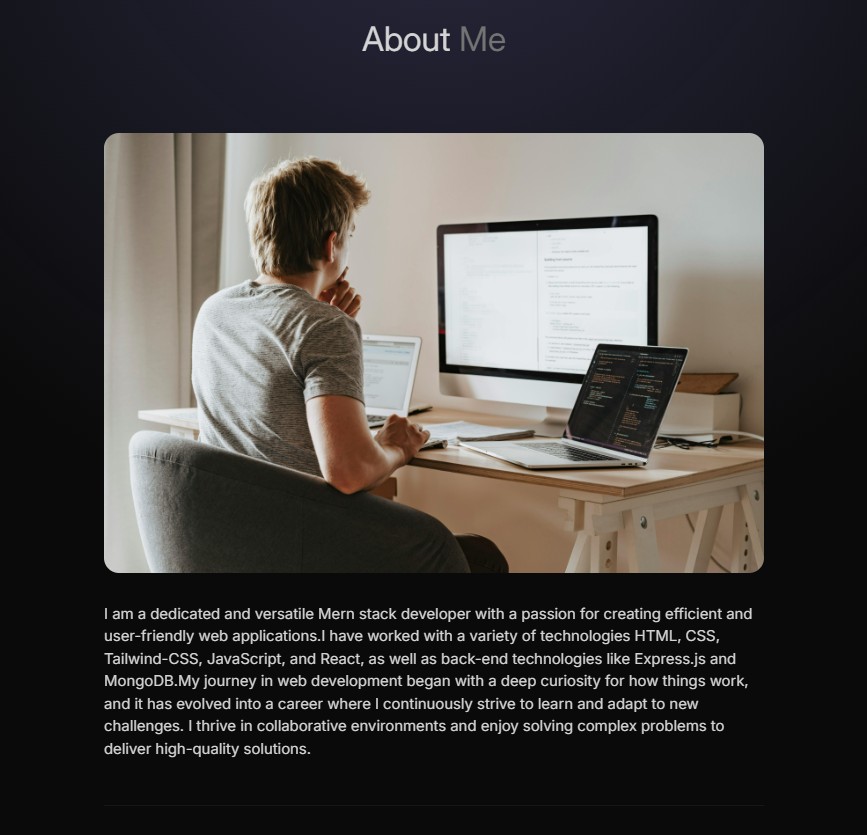 About Me
I am a dedicated and versatile Mern stack developer with a passion for creating efficient and
user-friendly web applications.I have worked with a variety of technologies HTML, CSS,
Tailwind-CSS, JavaScript, and React, as well as back-end technologies like Express.js and
MongoDB.My journey in web development began with a deep curiosity for how things work,
and it has evolved into a career where I continuously strive to learn and adapt to new
challenges. I thrive in collaborative environments and enjoy solving complex problems to
deliver high-quality solutions.